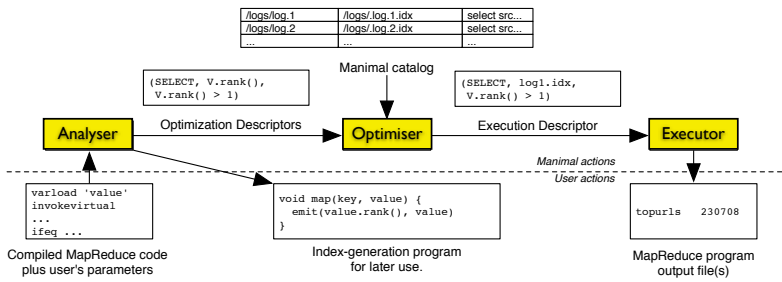 /logs/log.1 /logs/.log.1.idx select src...
/logs/log.2 /logs/.log.2.idx select src...
... ... ...
Manimal catalog
(SELECT, V.rank(),
V.rank() > 1)
(SELECT, log1.idx,
V.rank() > 1)
Analyser
Optimization Descriptors
Optimiser
Execution Descriptor
Executor
Manimal actions
User actions
varload 'value'
invokevirtual
...
ifeq ...
void map(key, value) {
emit(value.rank(), value)
}
topurls 230708
Compiled MapReduce code
plus user's parameters
Index-generation program
for later use.
MapReduce program
output file(s)